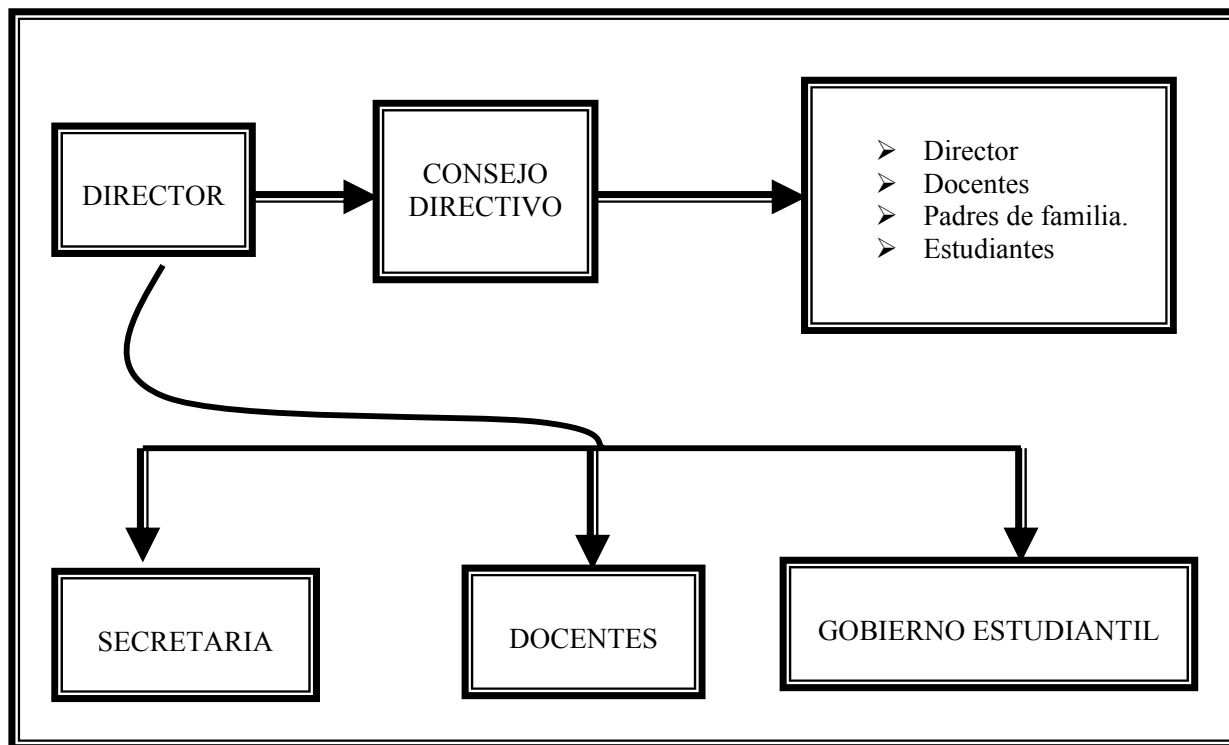 DIRECTOR
CONSEJO
DIRECTIVO
➢ Director
➢ Docentes
➢ Padres de familia.
➢ Estudiantes
SECRETARIA
DOCENTES
GOBIERNO ESTUDIANTIL